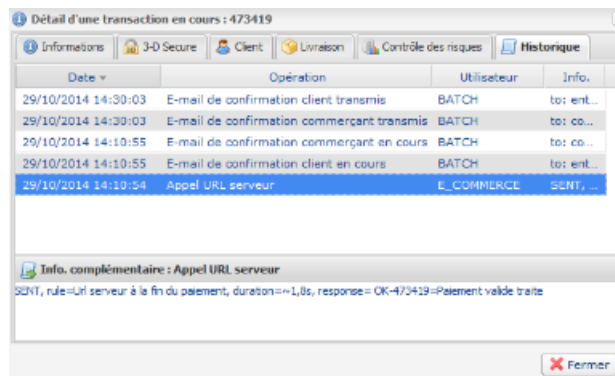 Détail d'une transaction en cours : 473419
Informations 3-D Secure Client Livraison Contrôle des risques Historique
Date Opération Utilisateur Info.
29/10/2014 14:30:03 E-mail de confirmation client transmis BATCH to: ent...
29/10/2014 14:30:03 E-mail de confirmation commerçant transmis BATCH to: co...
29/10/2014 14:10:55 E-mail de confirmation commerçant en cours BATCH to: co...
29/10/2014 14:10:55 E-mail de confirmation client en cours BATCH to: ent...
29/10/2014 14:10:54 Appel URL serveur E_COMMERCE SENT, ...
Info. complémentaire : Appel URL serveur
SENT, rule=Url serveur à la fin du paiement, duration=~1,8s, response= OK-473419=Paiement valide traite
Fermer